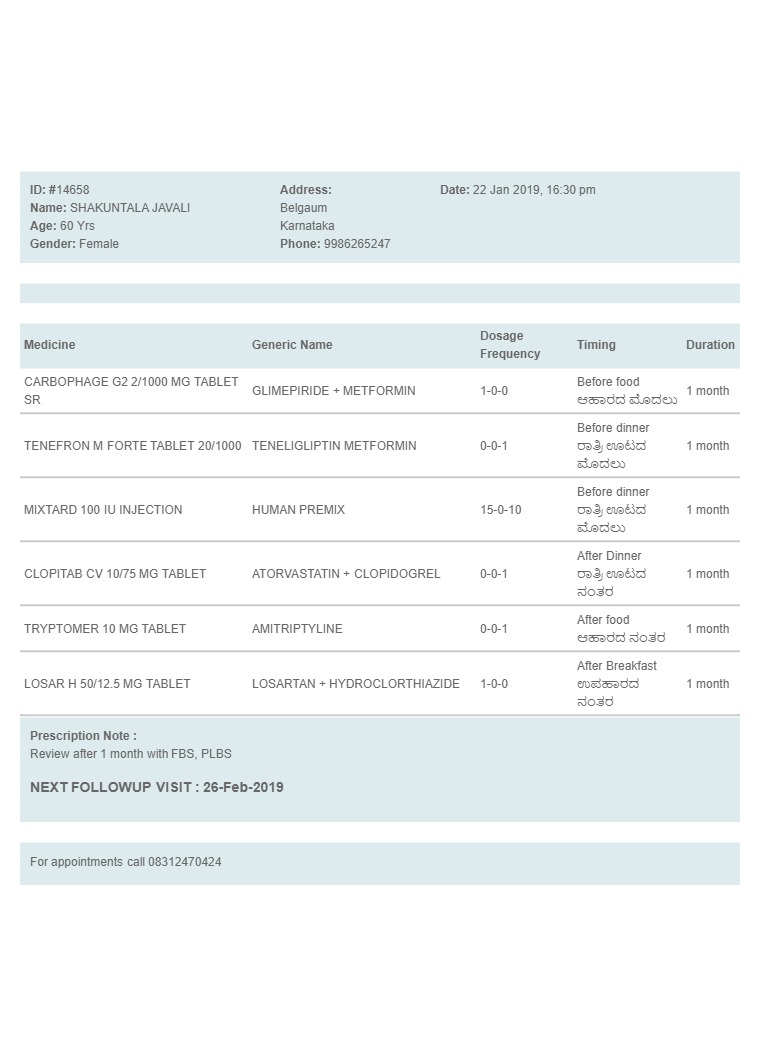 ID: #14658
Name: SHAKUNTALA JAVALI
Age: 60 Yrs
Gender: Female
Address:
Belgaum
Karnataka
Phone: 9986265247
Date: 22 Jan 2019, 16:30 pm
Medicine Generic Name Dosage Frequency Timing Duration
CARBOPHAGE G2 2/1000 MG TABLET SR GLIMEPIRIDE + METFORMIN 1-0-0 Before food ಆಹಾರದ ಮೊದಲು 1 month
TENEFRON M FORTE TABLET 20/1000 TENELIGLIPTIN METFORMIN 0-0-1 Before dinner ರಾತ್ರಿ ಊಟದ ಮೊದಲು 1 month
MIXTARD 100 IU INJECTION HUMAN PREMIX 15-0-10 Before dinner ರಾತ್ರಿ ಊಟದ ಮೊದಲು 1 month
CLOPITAB CV 10/75 MG TABLET ATORVASTATIN + CLOPIDOGREL 0-0-1 After Dinner ರಾತ್ರಿ ಊಟದ ನಂತರ 1 month
TRYPTOMER 10 MG TABLET AMITRIPTYLINE 0-0-1 After food ಆಹಾರದ ನಂತರ 1 month
LOSAR H 50/12.5 MG TABLET LOSARTAN + HYDROCLORTHIAZIDE 1-0-0 After Breakfast ಉಪಹಾರದ ನಂತರ 1 month
Prescription Note :
Review after 1 month with FBS, PLBS
NEXT FOLLOWUP VISIT : 26-Feb-2019
For appointments call 08312470424